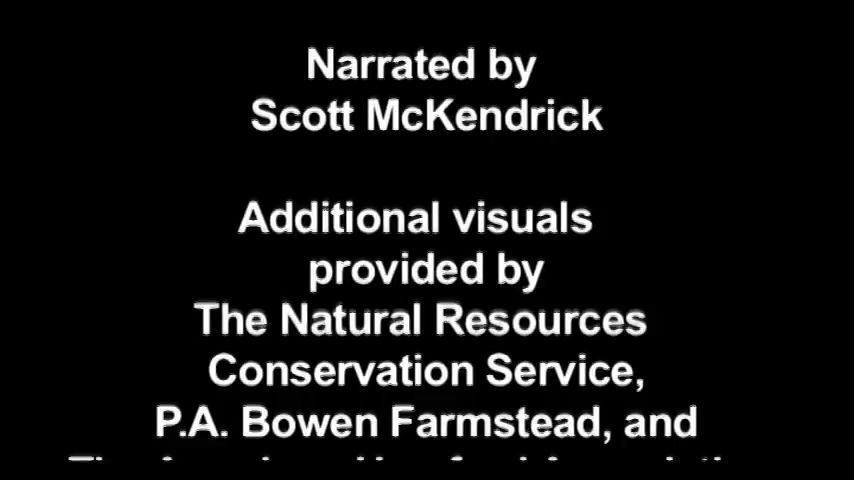 Narrated by
Scott McKendrick
Additional visuals
provided by
The Natural Resources
Conservation Service,
P.A. Bowen Farmstead, and